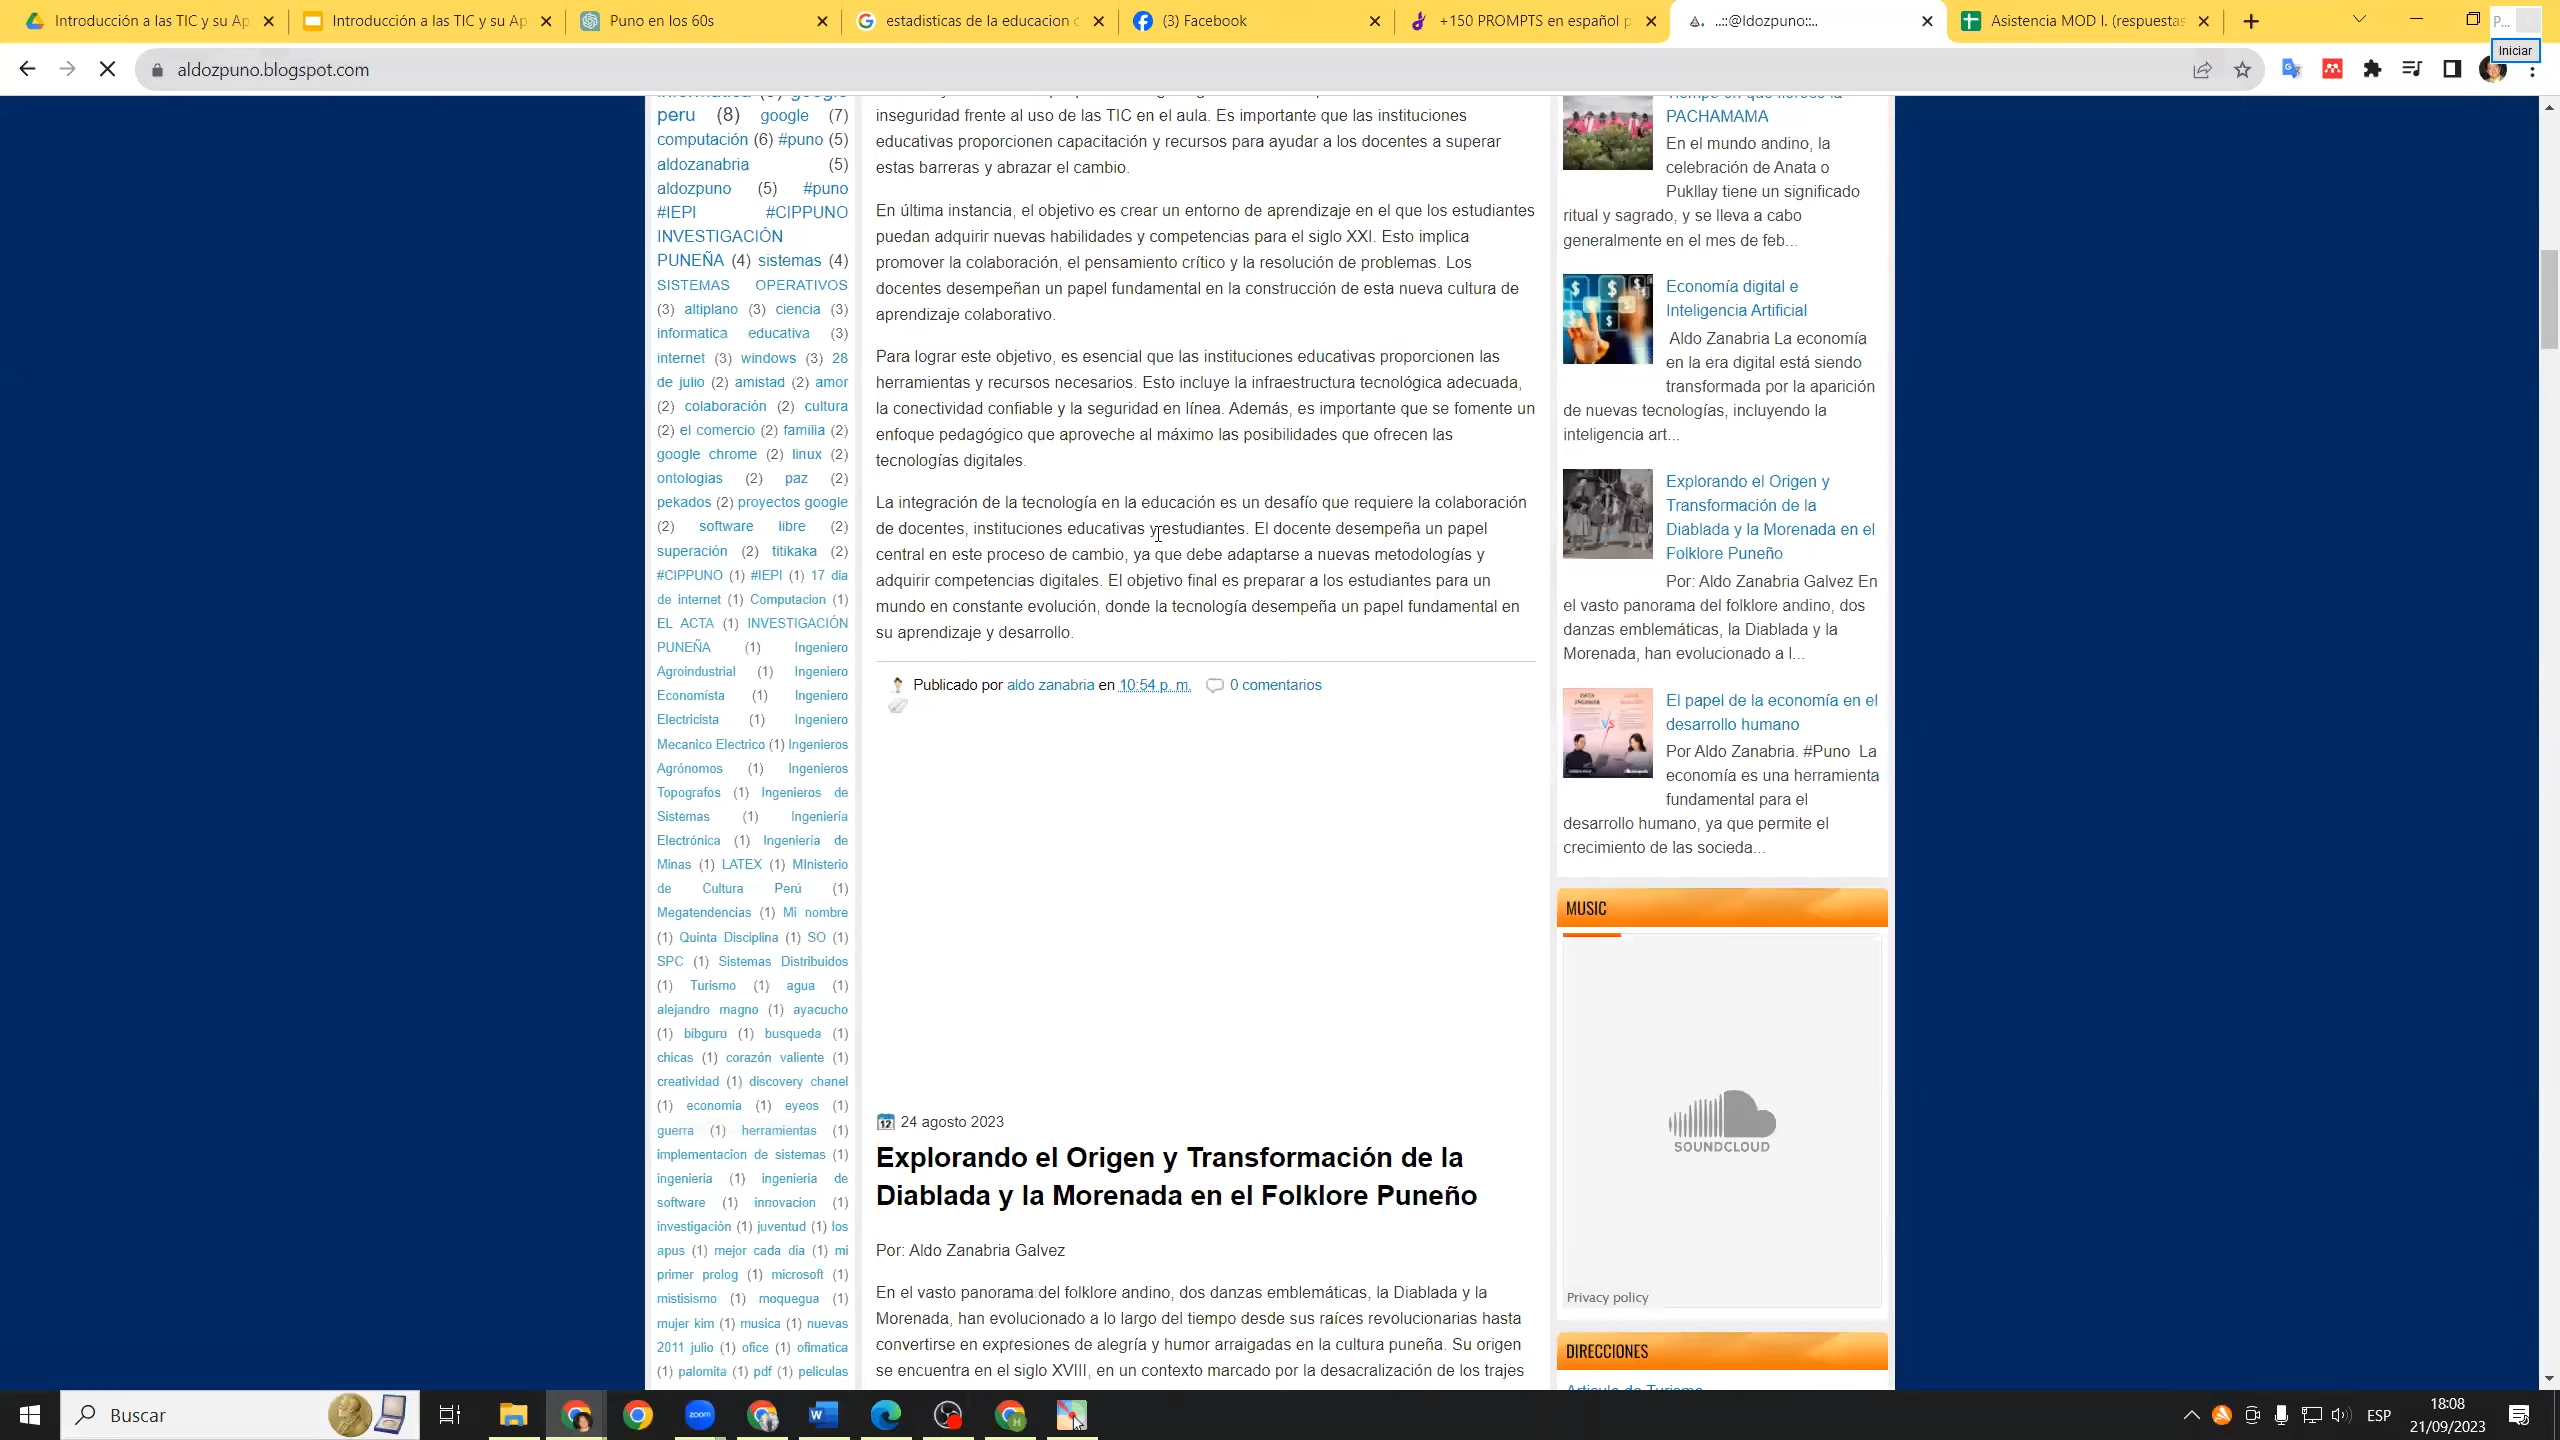 Introducción a las TIC y su Ap
Introducción a las TIC y su Ap
Puno en los 60s
estadisticas de la educacion c
(3) Facebook
+150 PROMPTS en español p
..::@ldozpuno::..
Asistencia MOD I. (respuestas
P...
Iniciar
aldozpuno.blogspot.com
peru (8) google (7)
computación (6) #puno (5)
aldozanabria (5)
aldozpuno (5) #puno
#IEPI #CIPPUNO
INVESTIGACIÓN
PUNEÑA (4) sistemas (4)
SISTEMAS OPERATIVOS
(3) altiplano (3) ciencia (3)
informatica educativa (3)
internet (3) windows (3) 28
de julio (2) amistad (2) amor
(2) colaboración (2) cultura
(2) el comercio (2) familia (2)
google chrome (2) linux (2)
ontologias (2) paz (2)
pekados (2) proyectos google
(2) software libre (2)
superación (2) titikaka (2)
#CIPPUNO (1) #IEPI (1) 17 dia
de internet (1) Computacion (1)
EL ACTA (1) INVESTIGACIÓN
PUNEÑA (1) Ingeniero
Agroindustrial (1) Ingeniero
Economísta (1) Ingeniero
Electricista (1) Ingeniero
Mecanico Electrico (1) Ingenieros
Agrónomos (1) Ingenieros
Topografos (1) Ingenieros de
Sistemas (1) Ingeniería
Electrónica (1) Ingeniería de
Minas (1) LATEX (1) MInisterio
de Cultura Perú (1)
Megatendencias (1) Mi nombre
(1) Quinta Disciplina (1) SO (1)
SPC (1) Sistemas Distribuidos
(1) Turismo (1) agua (1)
alejandro magno (1) ayacucho
(1) bibguru (1) busqueda (1)
chicas (1) corazón valiente (1)
creatividad (1) discovery chanel
(1) economia (1) eyeos (1)
guerra (1) herramientas (1)
implementacion de sistemas (1)
ingenieria (1) ingenieria de
software (1) innovacion (1)
investigación (1) juventud (1) los
apus (1) mejor cada dia (1) mi
primer prolog (1) microsoft (1)
mistisismo (1) moquegua (1)
mujer kim (1) musica (1) nuevas
2011 julio (1) ofice (1) ofimatica
(1) palomita (1) pdf (1) peliculas
inseguridad frente al uso de las TIC en el aula. Es importante que las instituciones
educativas proporcionen capacitación y recursos para ayudar a los docentes a superar
estas barreras y abrazar el cambio.
En última instancia, el objetivo es crear un entorno de aprendizaje en el que los estudiantes
puedan adquirir nuevas habilidades y competencias para el siglo XXI. Esto implica
promover la colaboración, el pensamiento crítico y la resolución de problemas. Los
docentes desempeñan un papel fundamental en la construcción de esta nueva cultura de
aprendizaje colaborativo.
Para lograr este objetivo, es esencial que las instituciones educativas proporcionen las
herramientas y recursos necesarios. Esto incluye la infraestructura tecnológica adecuada,
la conectividad confiable y la seguridad en línea. Además, es importante que se fomente un
enfoque pedagógico que aproveche al máximo las posibilidades que ofrecen las
tecnologías digitales.
La integración de la tecnología en la educación es un desafío que requiere la colaboración
de docentes, instituciones educativas y estudiantes. El docente desempeña un papel
central en este proceso de cambio, ya que debe adaptarse a nuevas metodologías y
adquirir competencias digitales. El objetivo final es preparar a los estudiantes para un
mundo en constante evolución, donde la tecnología desempeña un papel fundamental en
su aprendizaje y desarrollo.
Publicado por aldo zanabria en 10:54 p. m. 0 comentarios
24 agosto 2023
Explorando el Origen y Transformación de la
Diablada y la Morenada en el Folklore Puneño
Por: Aldo Zanabria Galvez
En el vasto panorama del folklore andino, dos danzas emblemáticas, la Diablada y la
Morenada, han evolucionado a lo largo del tiempo desde sus raíces revolucionarias hasta
convertirse en expresiones de alegría y humor arraigadas en la cultura puneña. Su origen
se encuentra en el siglo XVIII, en un contexto marcado por la desacralización de los trajes
PACHAMAMA
En el mundo andino, la
celebración de Anata o
Pukllay tiene un significado
ritual y sagrado, y se lleva a cabo
generalmente en el mes de feb...
Economía digital e
Inteligencia Artificial
Aldo Zanabria La economía
en la era digital está siendo
transformada por la aparición
de nuevas tecnologías, incluyendo la
inteligencia art...
Explorando el Origen y
Transformación de la
Diablada y la Morenada en el
Folklore Puneño
Por: Aldo Zanabria Galvez En
el vasto panorama del folklore andino, dos
danzas emblemáticas, la Diablada y la
Morenada, han evolucionado a l...
El papel de la economía en el
desarrollo humano
Por Aldo Zanabria. #Puno La
economía es una herramienta
fundamental para el
desarrollo humano, ya que permite el
crecimiento de las socieda...
MUSIC
SOUNDCLOUD
Privacy policy
DIRECCIONES
Buscar
ESP
18:08
21/09/2023